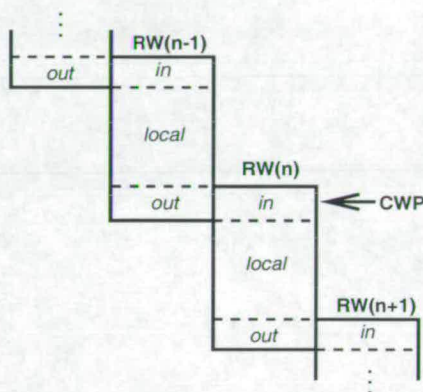 RW(n-1)
out in
local
RW(n)
out in
CWP
local
RW(n+1)
out in